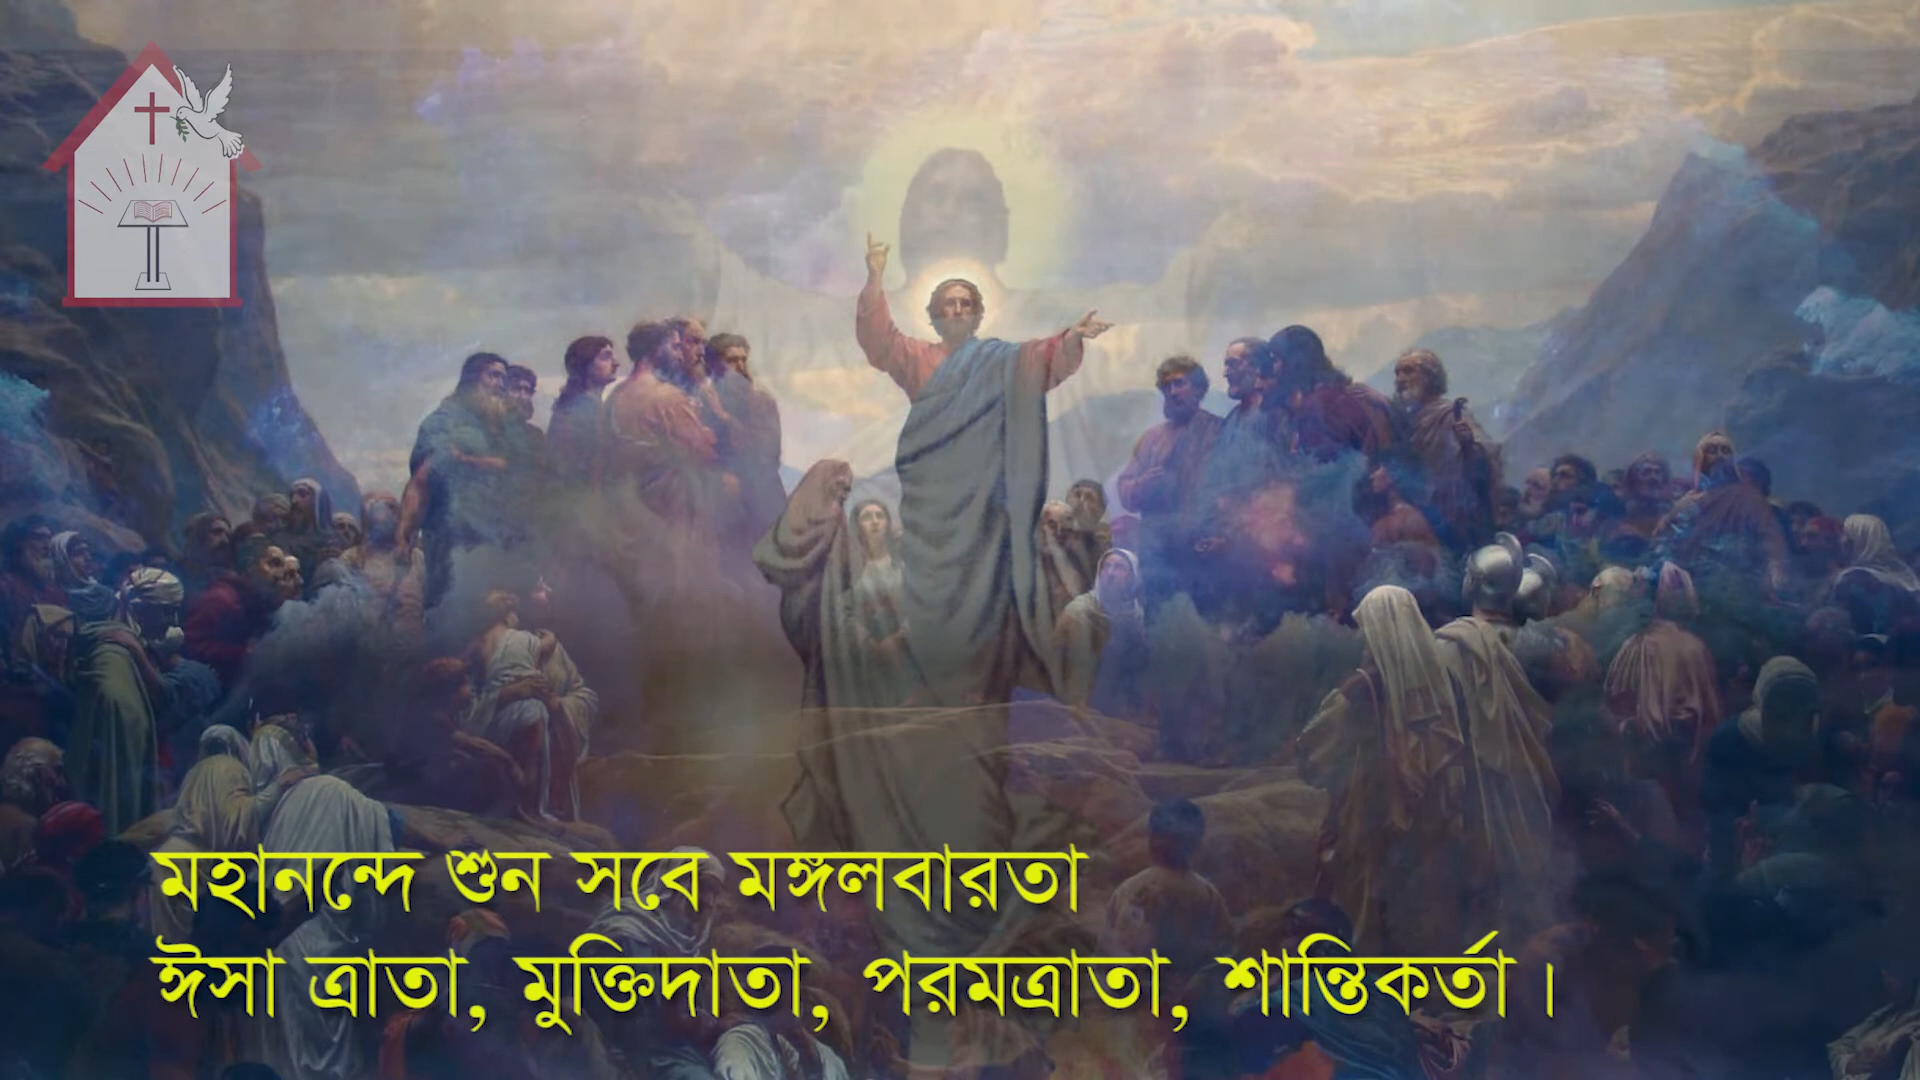 মহানন্দে শুন সবে মঙ্গলবারতা
ঈসা ত্রাতা, মুক্তিদাতা, পরমত্রাতা, শান্তিকর্তা।